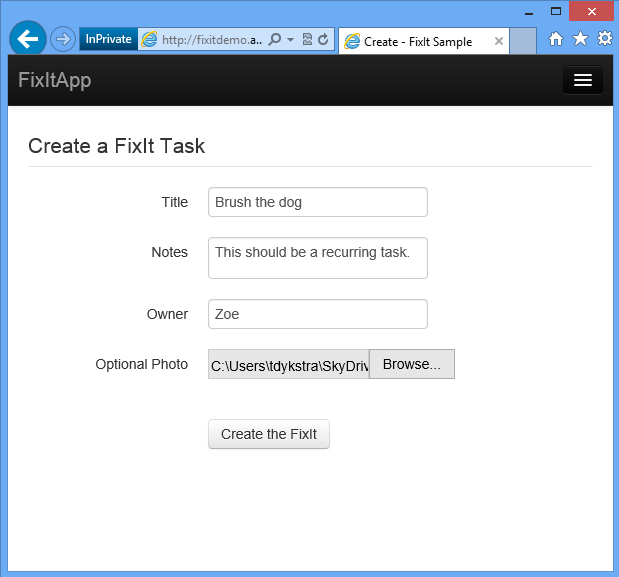 InPrivate
http://fixitdemo.a...
Create - FixIt Sample
FixItApp
Create a FixIt Task
Title
Brush the dog
Notes
This should be a recurring task.
Owner
Zoe
Optional Photo
C:\Users\tdykstra\SkyDriv
Browse...
Create the FixIt